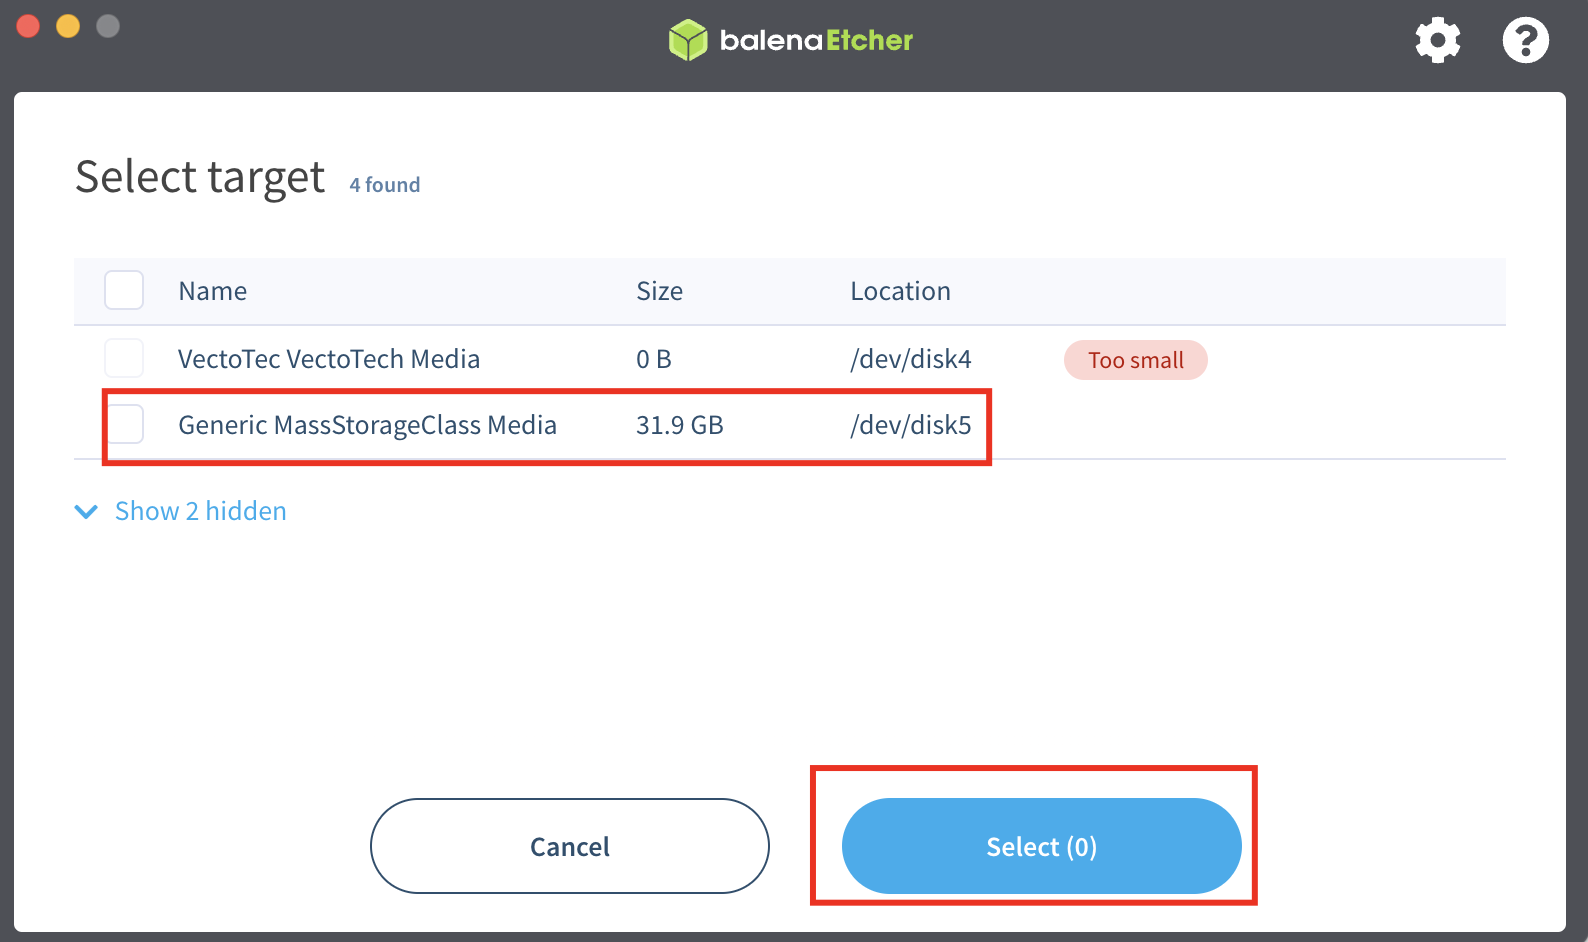 balenaEtcher
Select target 4 found
Name Size Location
VectoTec VectoTech Media 0 B /dev/disk4 Too small
Generic MassStorageClass Media 31.9 GB /dev/disk5
Show 2 hidden
Cancel Select (0)